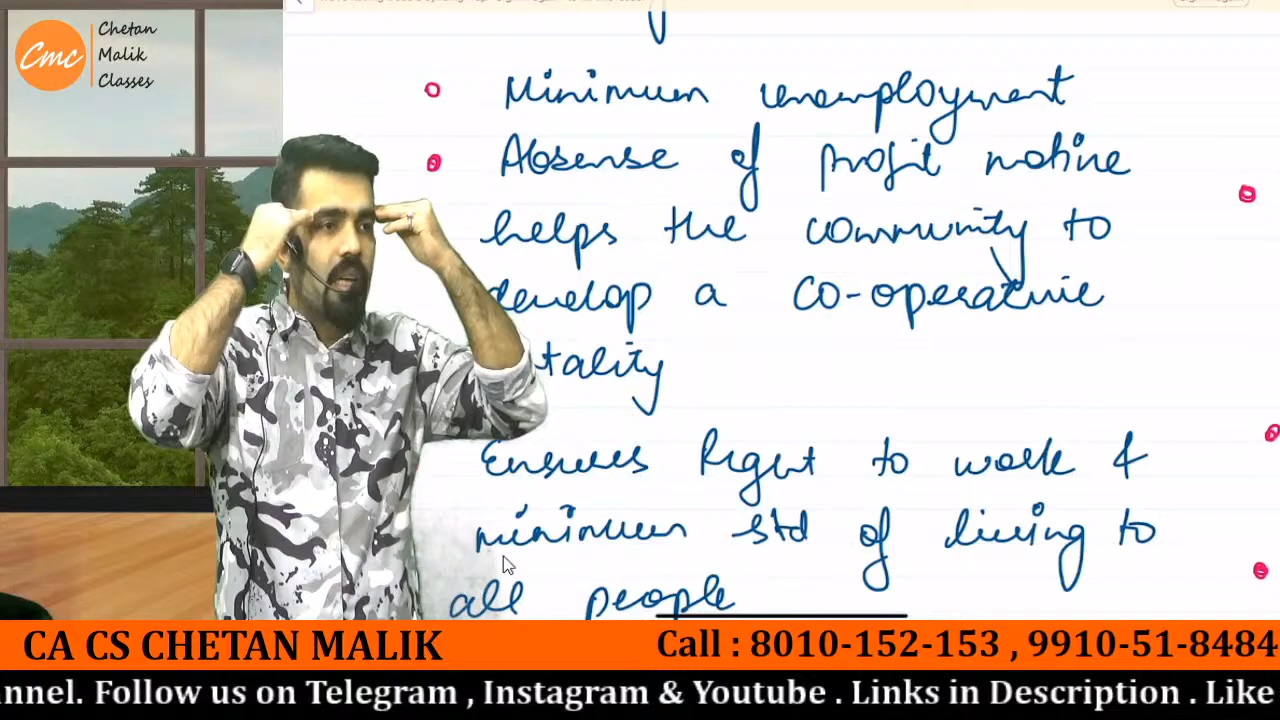 Cmc
Chetan
Malik
Classes
Minimum unemployment
Absense of profit motive
helps the community to
develop a co-operative
tality
Ensures Right to work &
minimum std of living to
all people
CA CS CHETAN MALIK
Call : 8010-152-153 , 9910-51-8484
nnel. Follow us on Telegram , Instagram & Youtube . Links in Description . Like